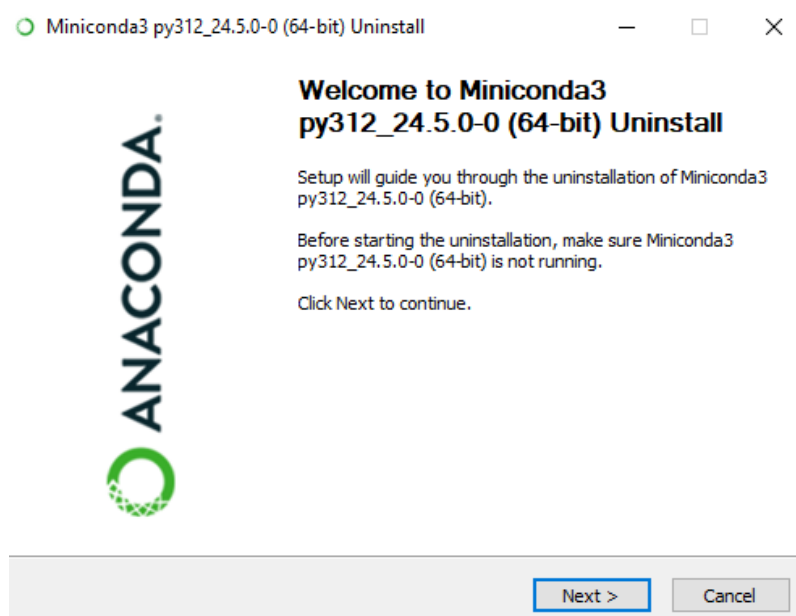 Miniconda3 py312_24.5.0-0 (64-bit) Uninstall
Welcome to Miniconda3
py312_24.5.0-0 (64-bit) Uninstall
Setup will guide you through the uninstallation of Miniconda3
py312_24.5.0-0 (64-bit).
Before starting the uninstallation, make sure Miniconda3
py312_24.5.0-0 (64-bit) is not running.
Click Next to continue.
ANACONDA.
Next >
Cancel